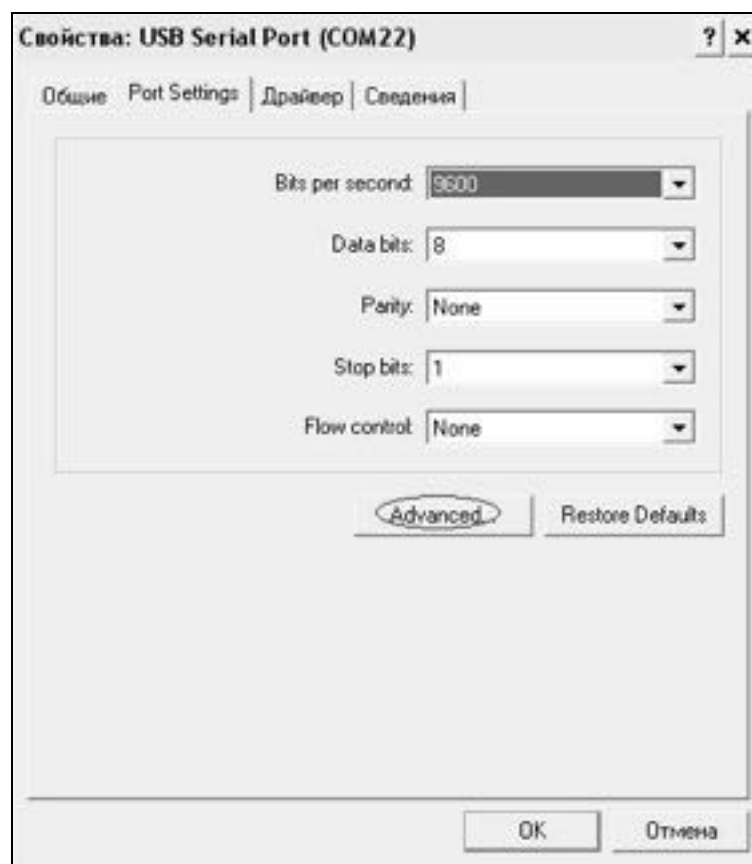 Свойства: USB Serial Port (COM22)
? ×
Общие Port Settings Драйвер Сведения
Bits per second: 9600
Data bits: 8
Parity: None
Stop bits: 1
Flow control: None
Advanced... Restore Defaults
OK Отмена